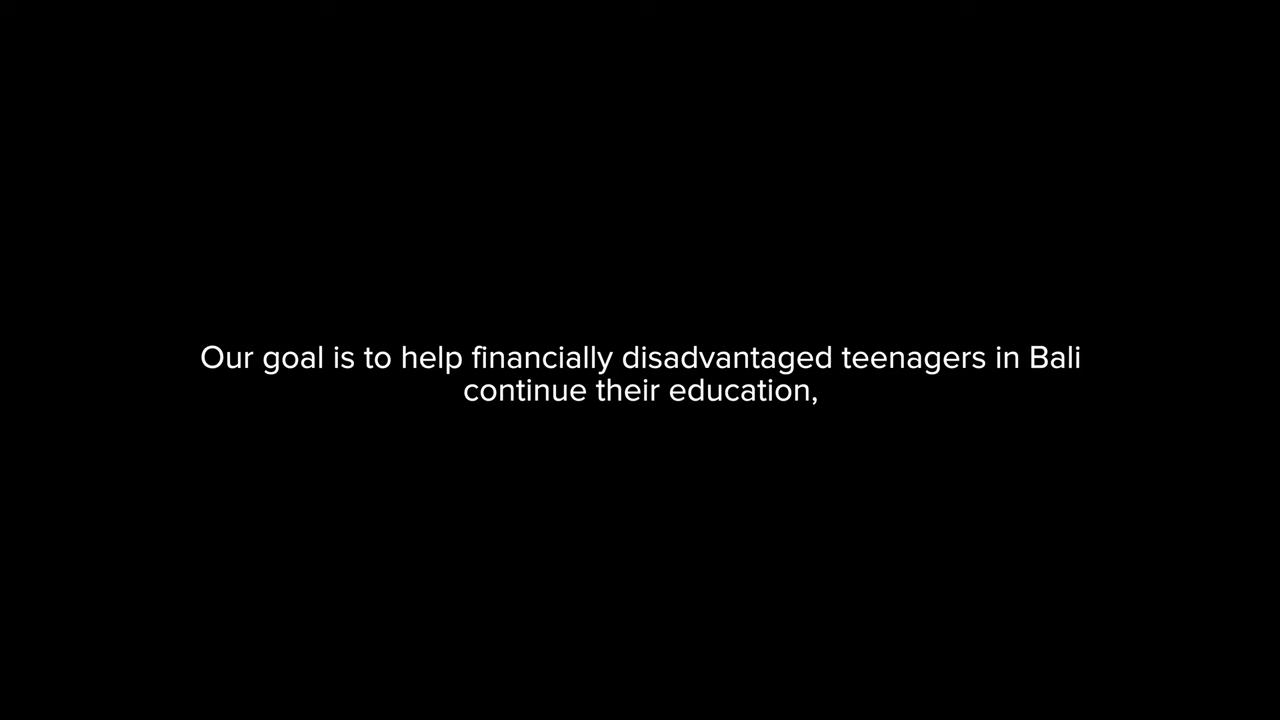 Our goal is to help financially disadvantaged teenagers in Bali
continue their education,